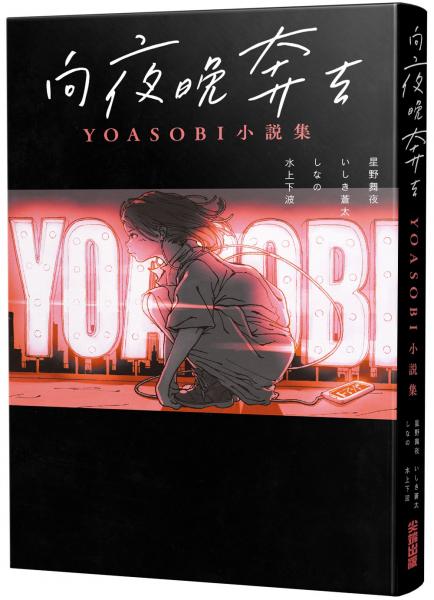 向夜晚奔去
YOASOBI小説集
星野舞夜
いしき蒼太
しなの
水上下波
YOASOBI
向夜晚奔去
YOASOBI小説集
星野舞夜
いしき蒼太
しなの
水上下波
尖端出版